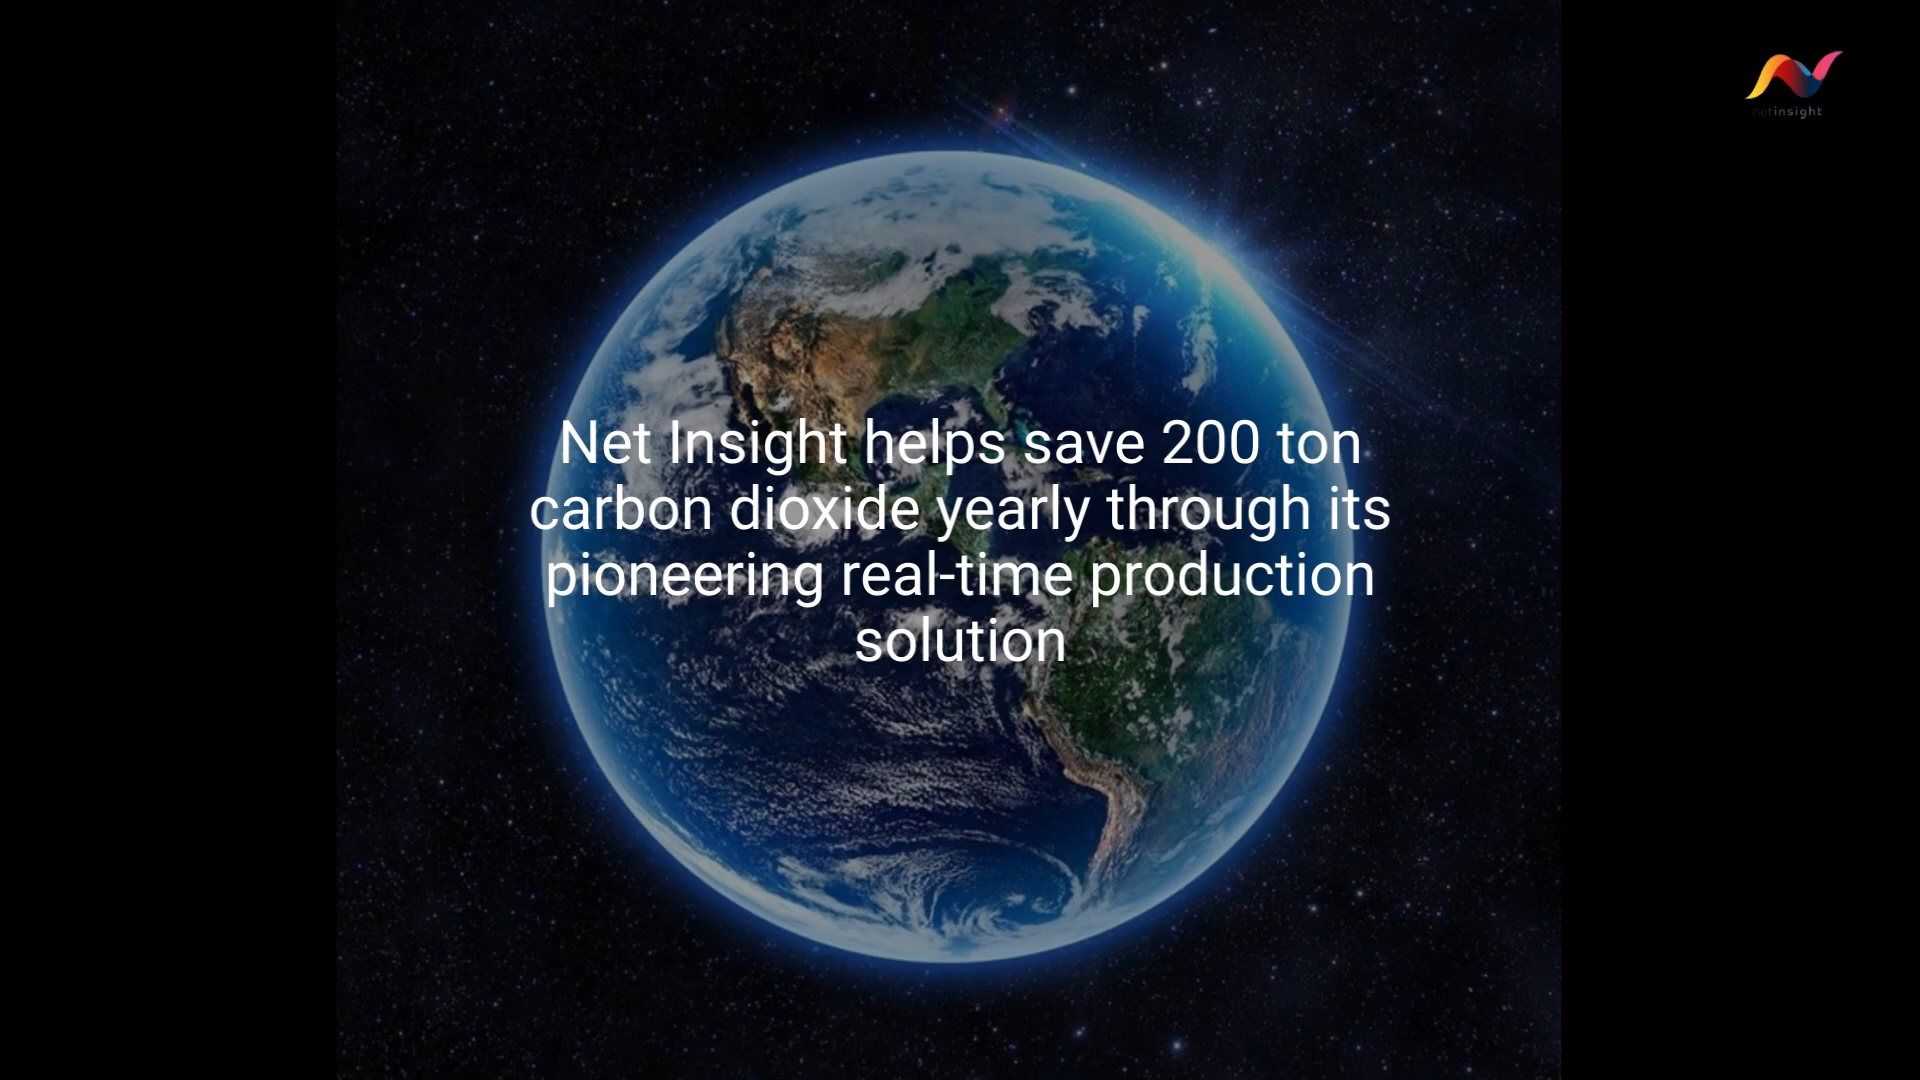 netinsight
Net Insight helps save 200 ton
carbon dioxide yearly through its
pioneering real-time production
solution